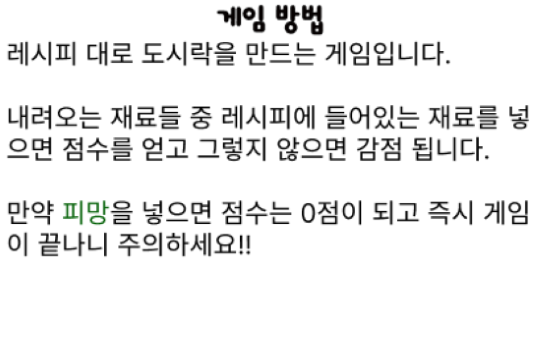 게임 방법
레시피 대로 도시락을 만드는 게임입니다.
내려오는 재료들 중 레시피에 들어있는 재료를 넣
으면 점수를 얻고 그렇지 않으면 감점 됩니다.
만약 피망을 넣으면 점수는 0점이 되고 즉시 게임
이 끝나니 주의하세요!!